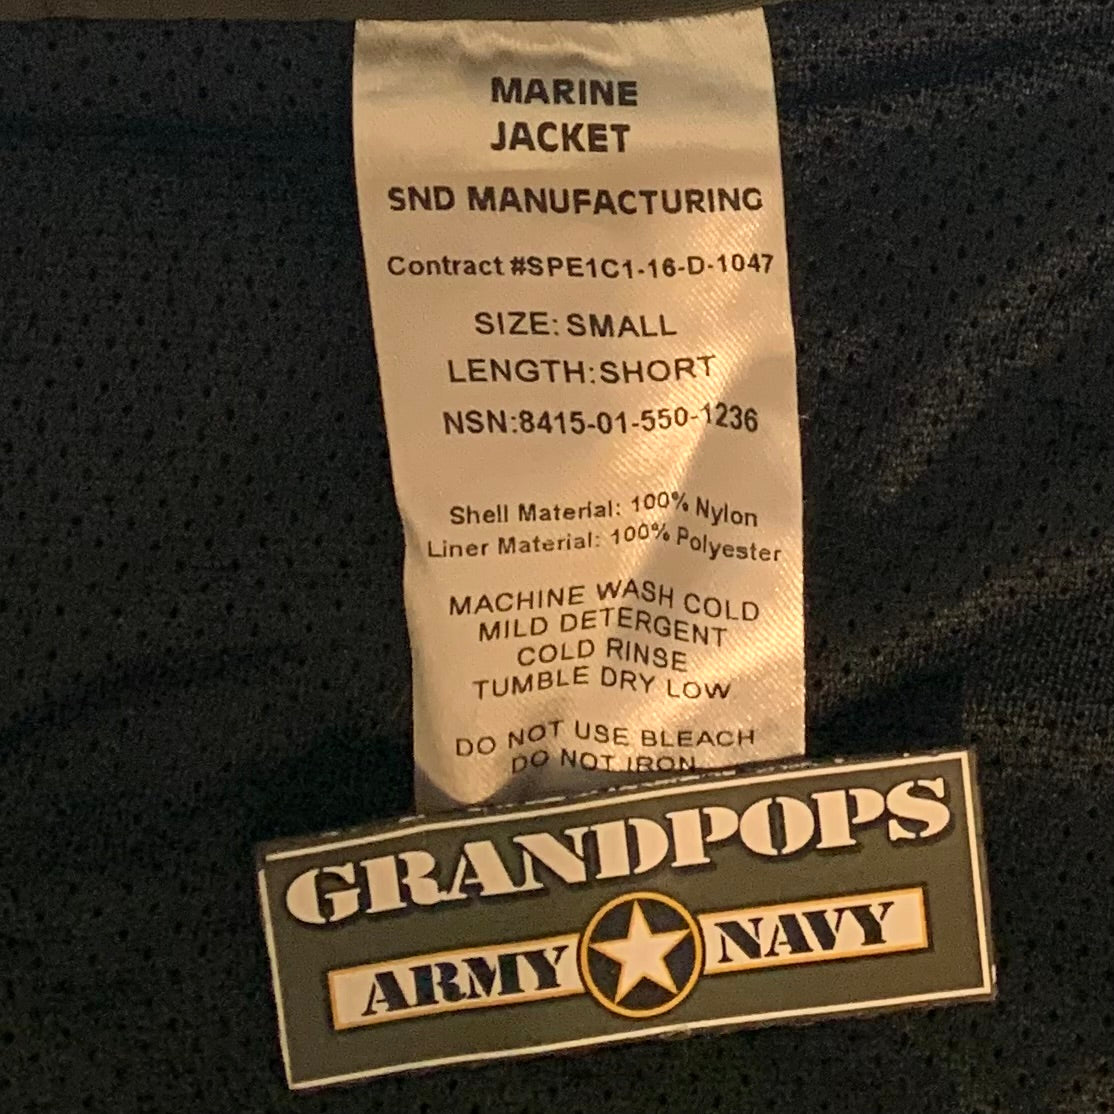 MARINE
JACKET
SND MANUFACTURING
Contract #SPE1C1-16-D-1047
SIZE: SMALL
LENGTH:SHORT
NSN:8415-01-550-1236
Shell Material: 100% Nylon
Liner Material: 100% Polyester
MACHINE WASH COLD
MILD DETERGENT
COLD RINSE
TUMBLE DRY LOW
DO NOT USE BLEACH
DO NOT IRON
GRANDPOPS
ARMY NAVY